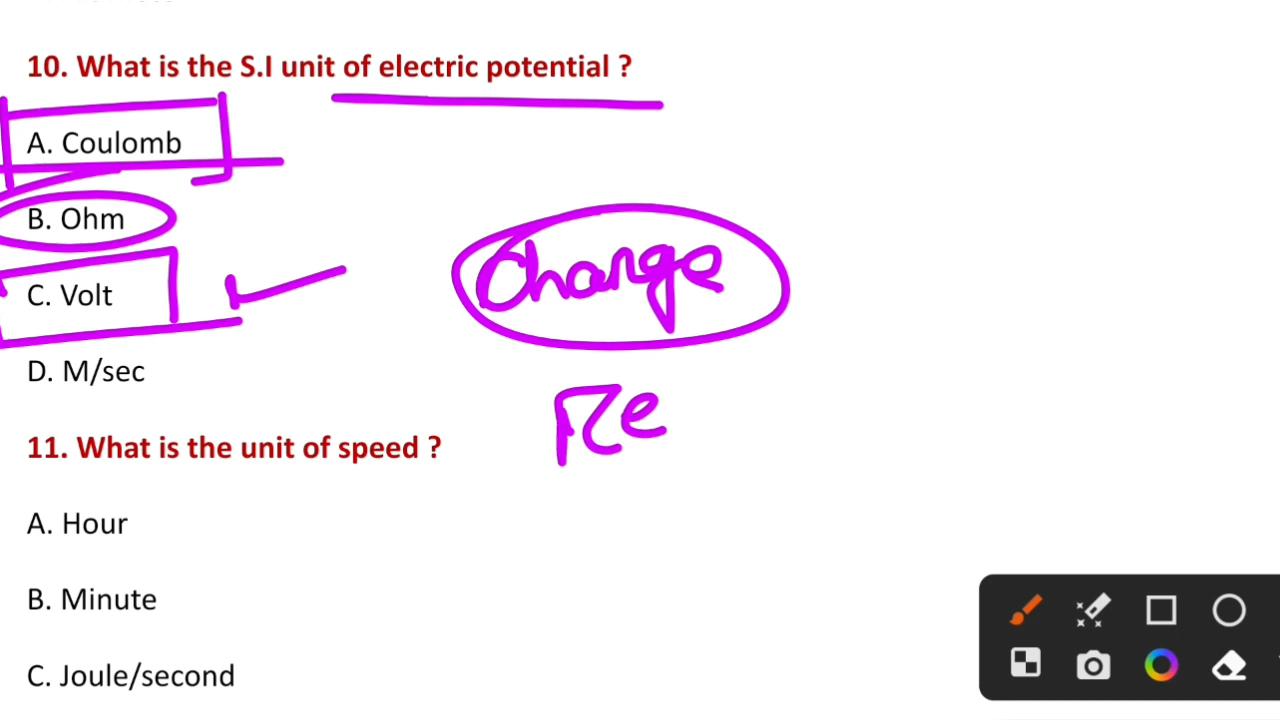 10. What is the S.I unit of electric potential ?
A. Coulomb
B. Ohm
C. Volt
Change
D. M/sec
Re
11. What is the unit of speed ?
A. Hour
B. Minute
C. Joule/second